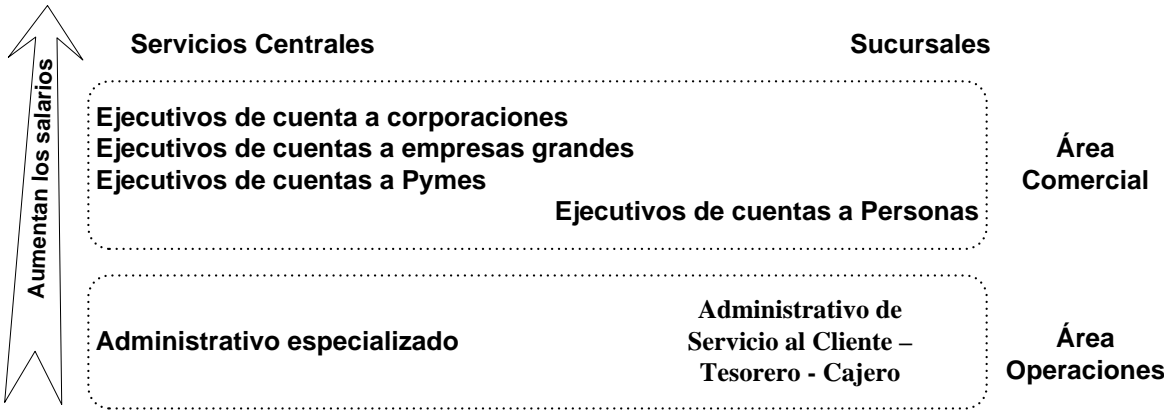 Aumentan los salarios
Servicios Centrales
Sucursales
Ejecutivos de cuenta a corporaciones
Ejecutivos de cuentas a empresas grandes
Ejecutivos de cuentas a Pymes
Ejecutivos de cuentas a Personas
Área
Comercial
Administrativo especializado
Administrativo de
Servicio al Cliente –
Tesorero - Cajero
Área
Operaciones